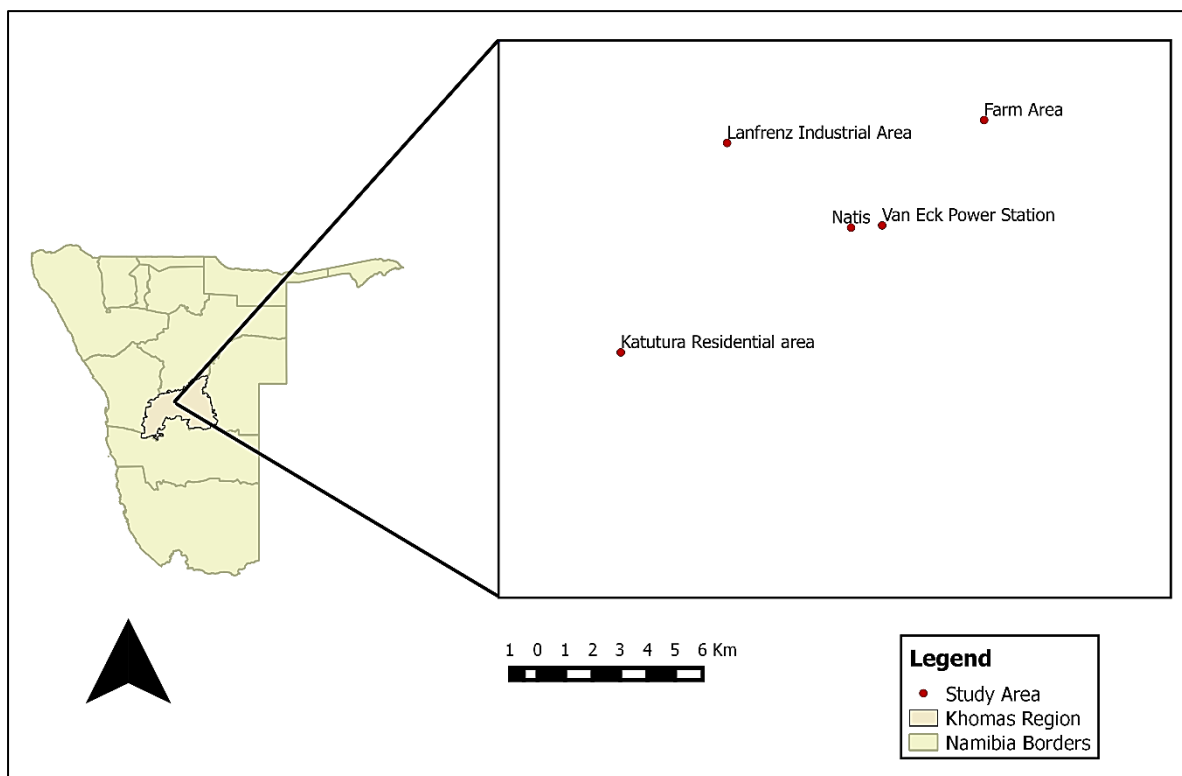 Farm Area
Lanfrenz Industrial Area
Natis
Van Eck Power Station
Katutura Residential area
1 0 1 2 3 4 5 6 Km
Legend
Study Area
Khomas Region
Namibia Borders